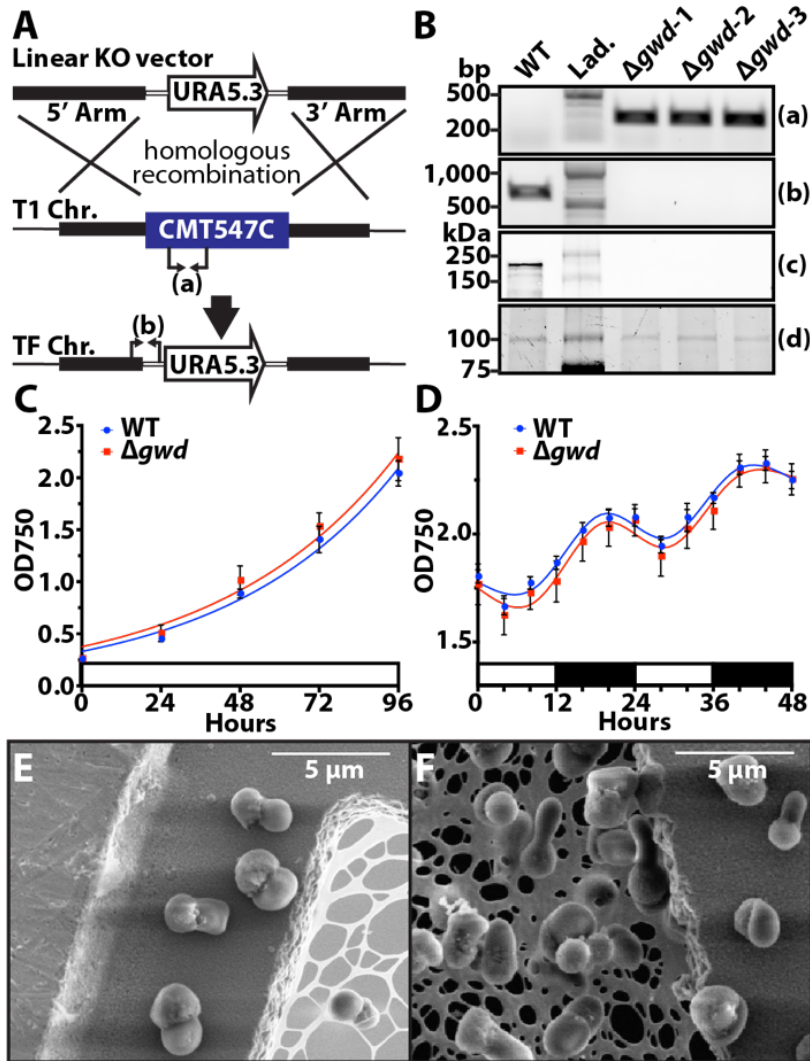 A
Linear KO vector
URA5.3
5’ Arm
3’ Arm
homologous
recombination
T1 Chr.
CMT547C
(a)
(b)
TF Chr.
URA5.3
B
bp
WT
Lad.
Δgwd-1
Δgwd-2
Δgwd-3
500
200
(a)
1,000
500
(b)
kDa
250
150
(c)
100
75
(d)
C
WT
Δgwd
OD750
2.5
2.0
1.5
1.0
0.5
0.0
0
24
48
72
96
Hours
D
WT
Δgwd
OD750
2.5
2.0
1.5
0
12
24
36
48
Hours
E
5 μm
F
5 μm